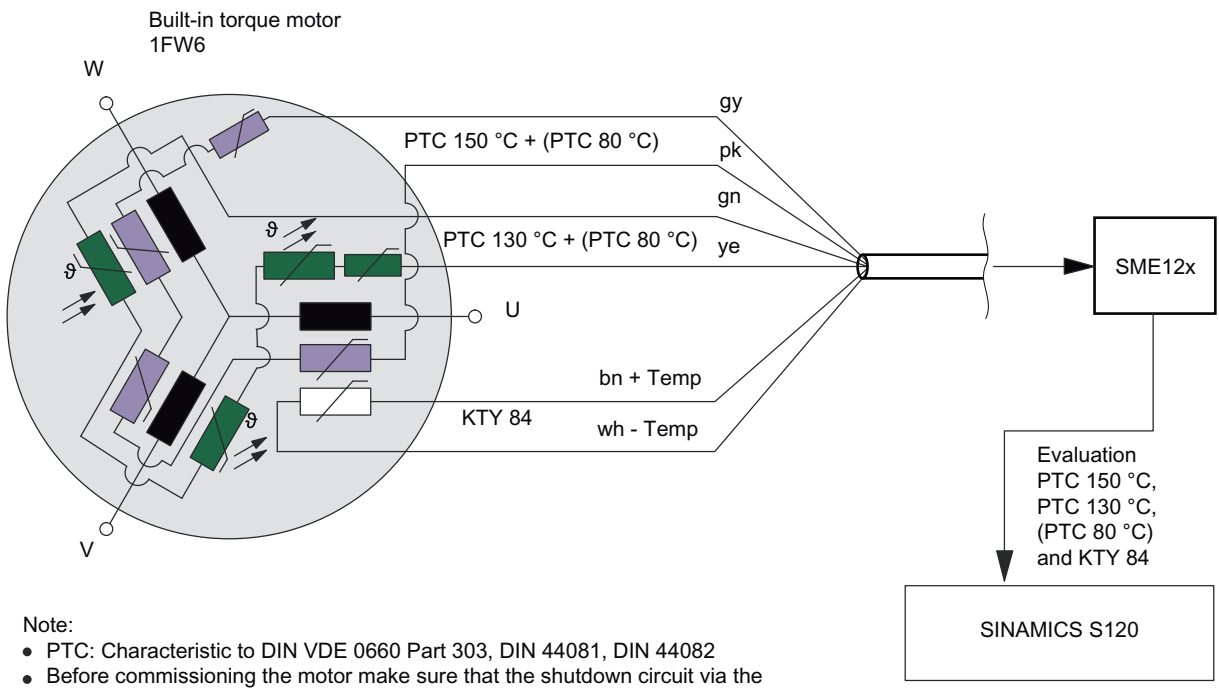 Built-in torque motor
1FW6
W
gy
PTC 150 °C + (PTC 80 °C)
pk
gn
ϑ
PTC 130 °C + (PTC 80 °C)
ye
ϑ
SME12x
U
bn + Temp
KTY 84
wh - Temp
ϑ
V
Evaluation
PTC 150 °C,
PTC 130 °C,
(PTC 80 °C)
and KTY 84
SINAMICS S120
Note:
• PTC: Characteristic to DIN VDE 0660 Part 303, DIN 44081, DIN 44082
• Before commissioning the motor make sure that the shutdown circuit via the